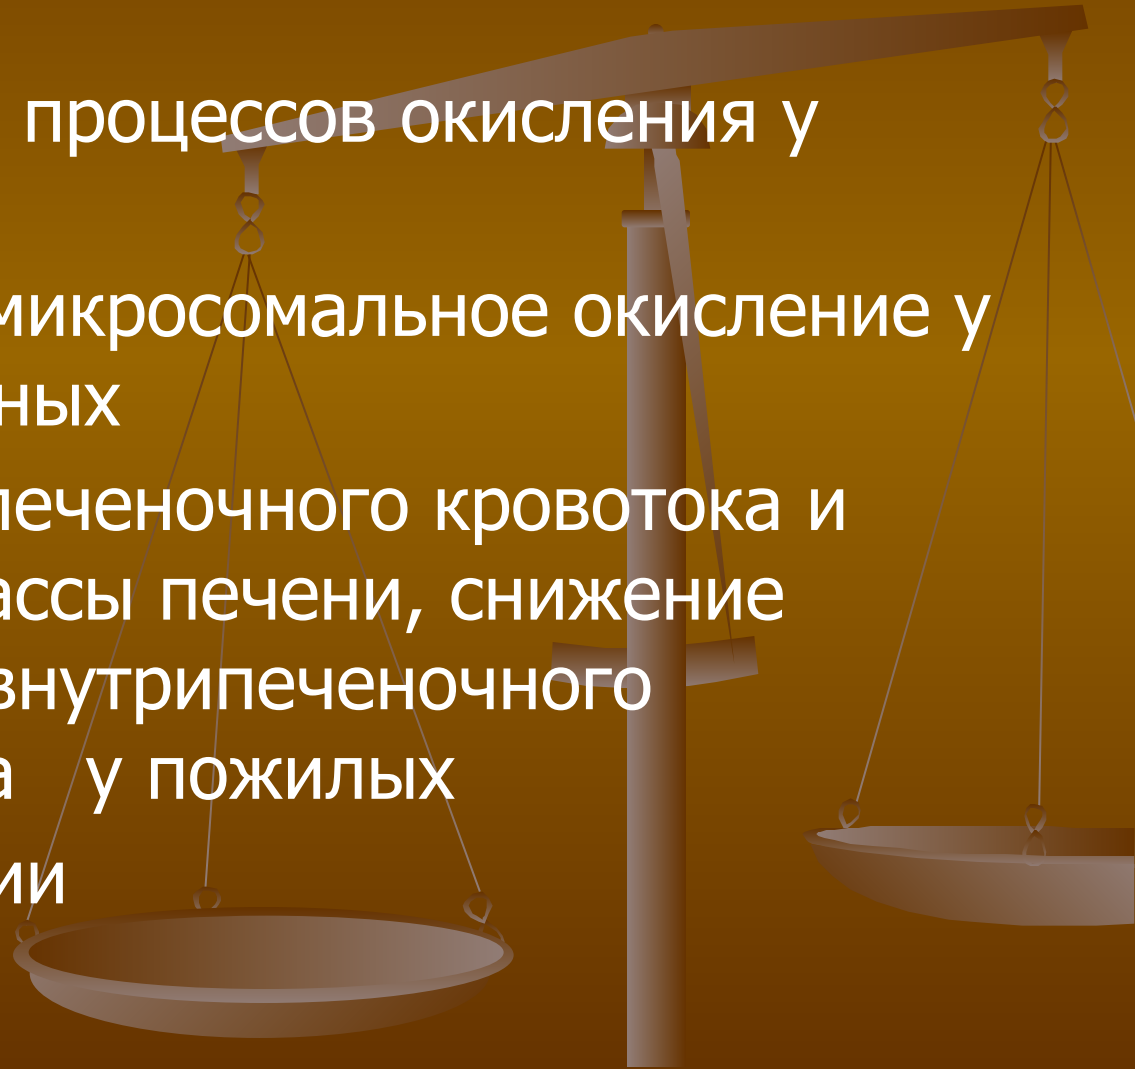 процессов окисления у
микросомальное окисление у
ных
печеночного кровотока и
ассы печени, снижение
внутрипеченочного
а у пожилых
ии